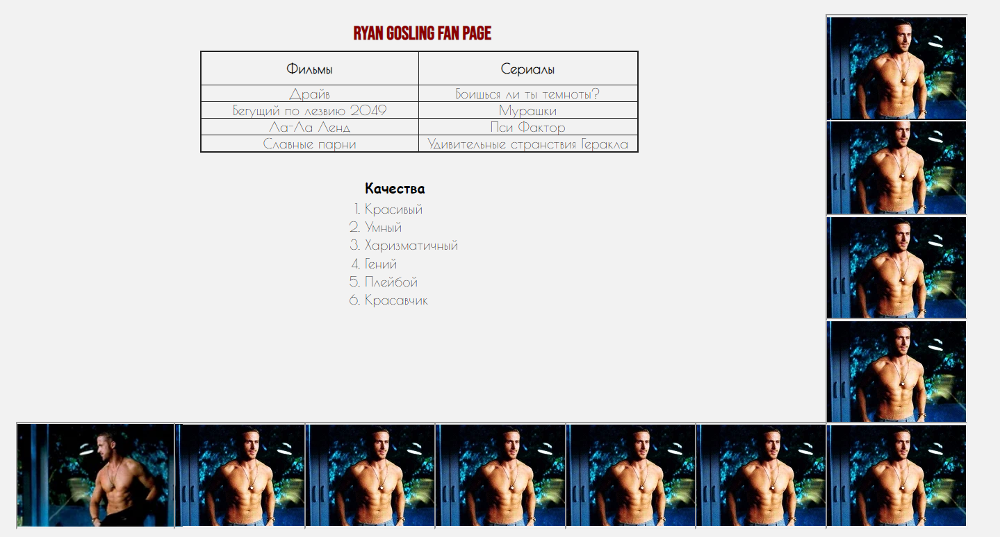 RYAN GOSLING FAN PAGE
Фильмы Сериалы
Драйв Боишься ли ты темноты?
Бегущий по лезвию 2049 Мурашки
Ла-Ла Ленд Пси Фактор
Славные парни Удивительные странствия Геракла
Качества
1. Красивый
2. Умный
3. Харизматичный
4. Гений
5. Плейбой
6. Красавчик